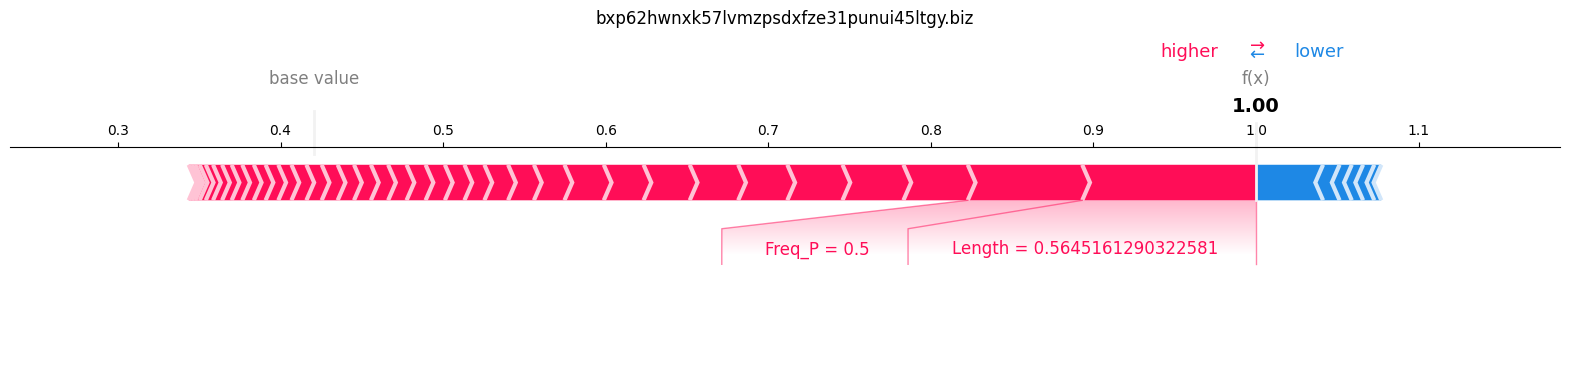 bxp62hwnxk57lvmzpsdxfze31punui45ltgy.biz
higher ⇄ lower
base value f(x)
1.00
0.3 0.4 0.5 0.6 0.7 0.8 0.9 1.0 1.1
Freq_P = 0.5 Length = 0.5645161290322581